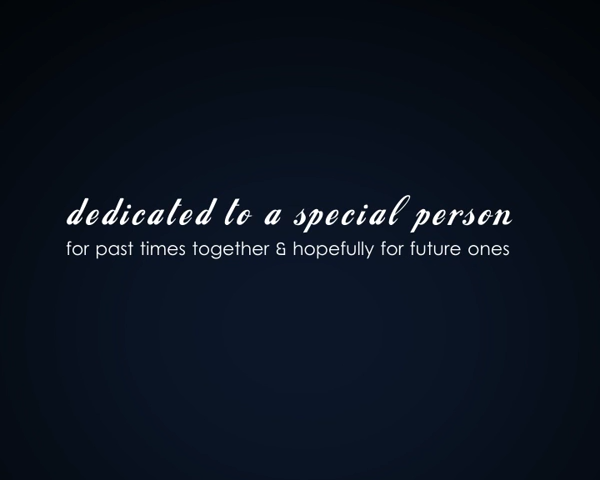 dedicated to a special person
for past times together & hopefully for future ones